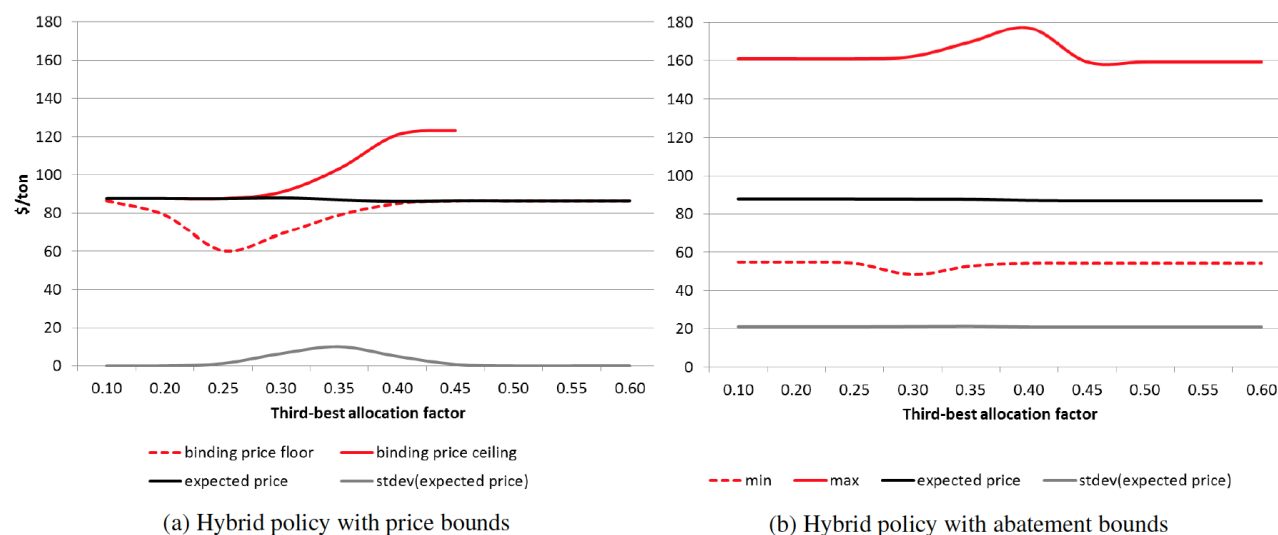 180
160
140
120
100
80
60
40
20
0
$/ton
0.10 0.20 0.25 0.30 0.35 0.40 0.45 0.50 0.55 0.60
Third-best allocation factor
binding price floor binding price ceiling
expected price stdev(expected price)
(a) Hybrid policy with price bounds
180
160
140
120
100
80
60
40
20
0
0.10 0.20 0.25 0.30 0.35 0.40 0.45 0.50 0.55 0.60
Third-best allocation factor
min max expected price stdev(expected price)
(b) Hybrid policy with abatement bounds